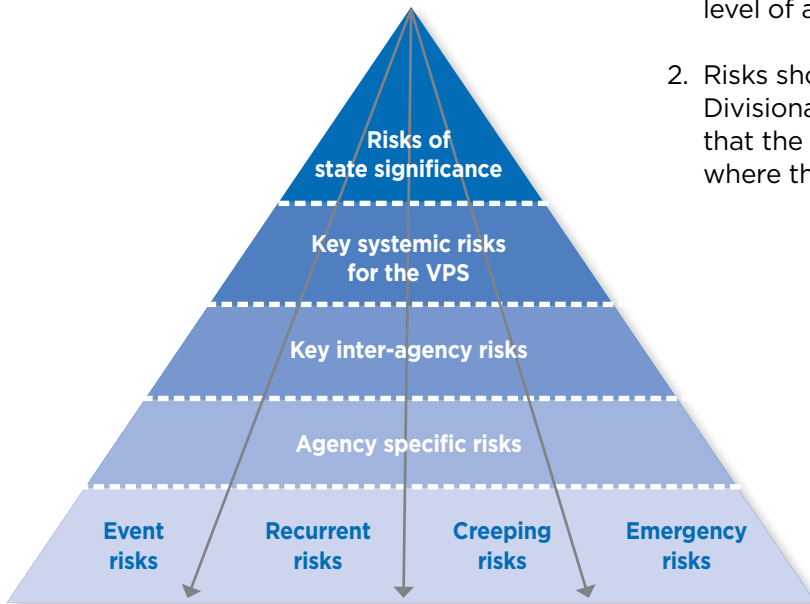 level of a
2. Risks sho
Divisiona
that the
where th
Risks of
state significance
Key systemic risks
for the VPS
Key inter-agency risks
Agency specific risks
Event
risks
Recurrent
risks
Creeping
risks
Emergency
risks